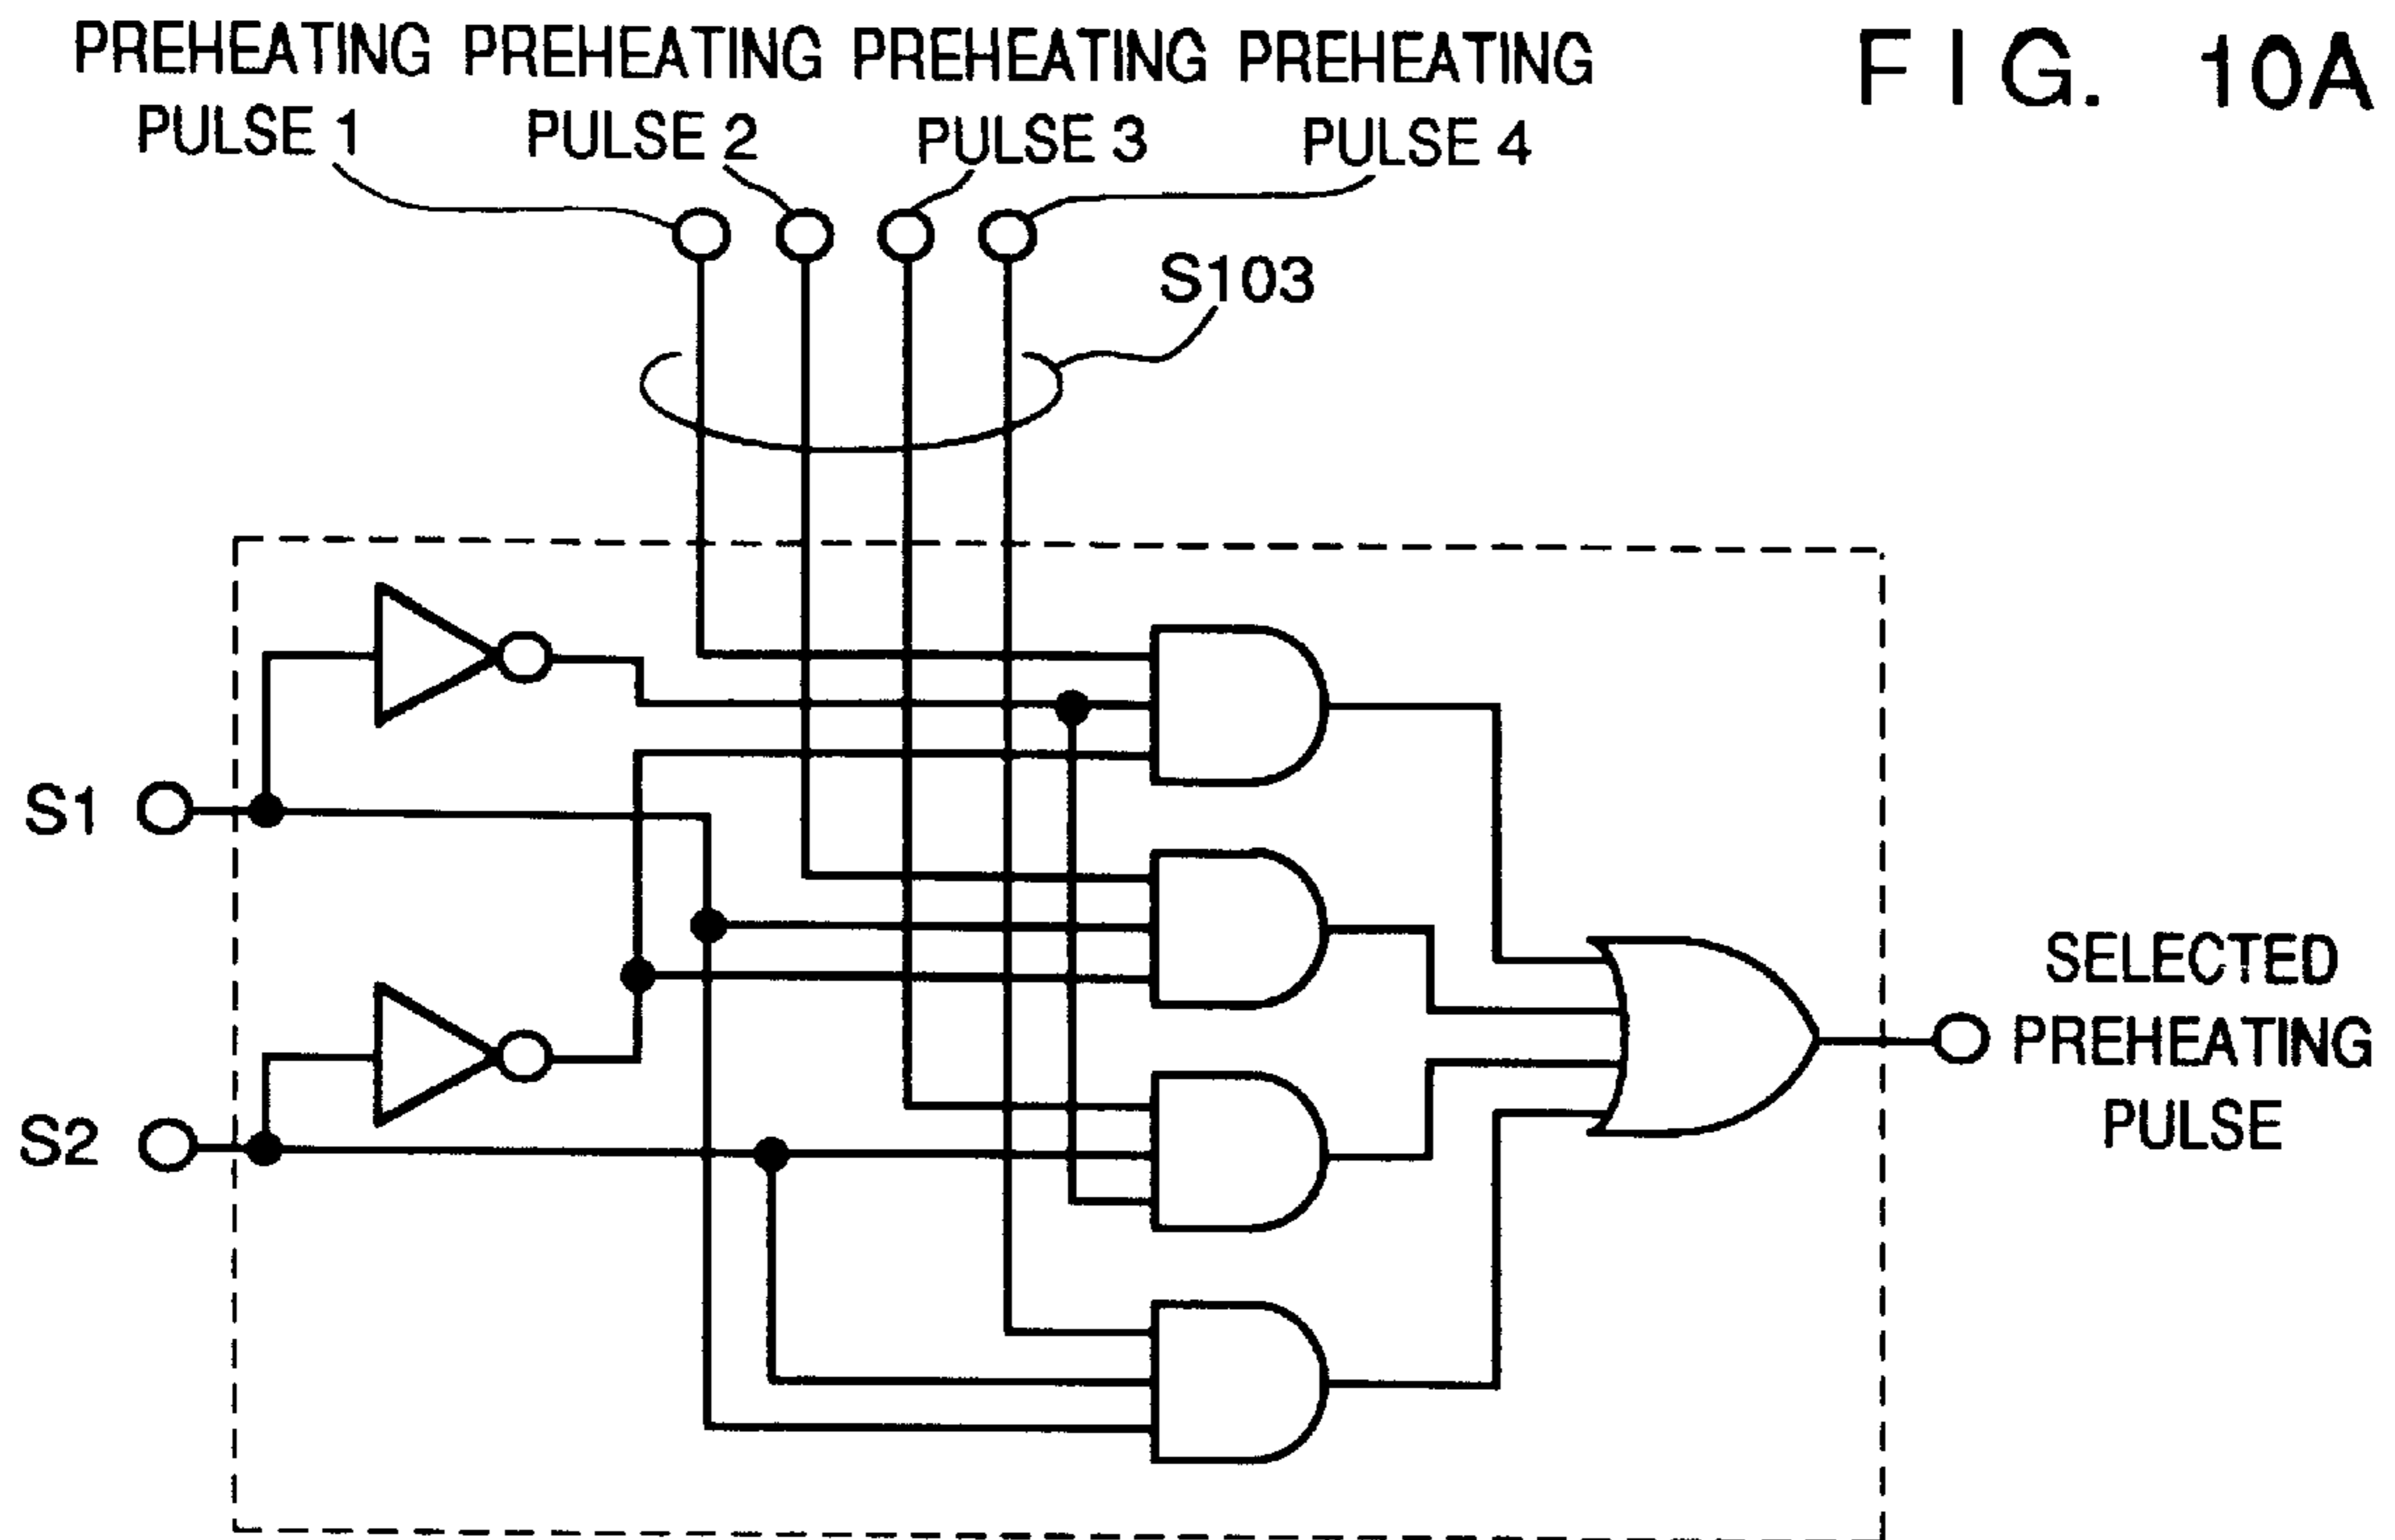 PREHEATING PREHEATING PREHEATING PREHEATING
PULSE 1 PULSE 2 PULSE 3 PULSE 4
FIG. 10A
S103
S1
S2
SELECTED
PREHEATING
PULSE